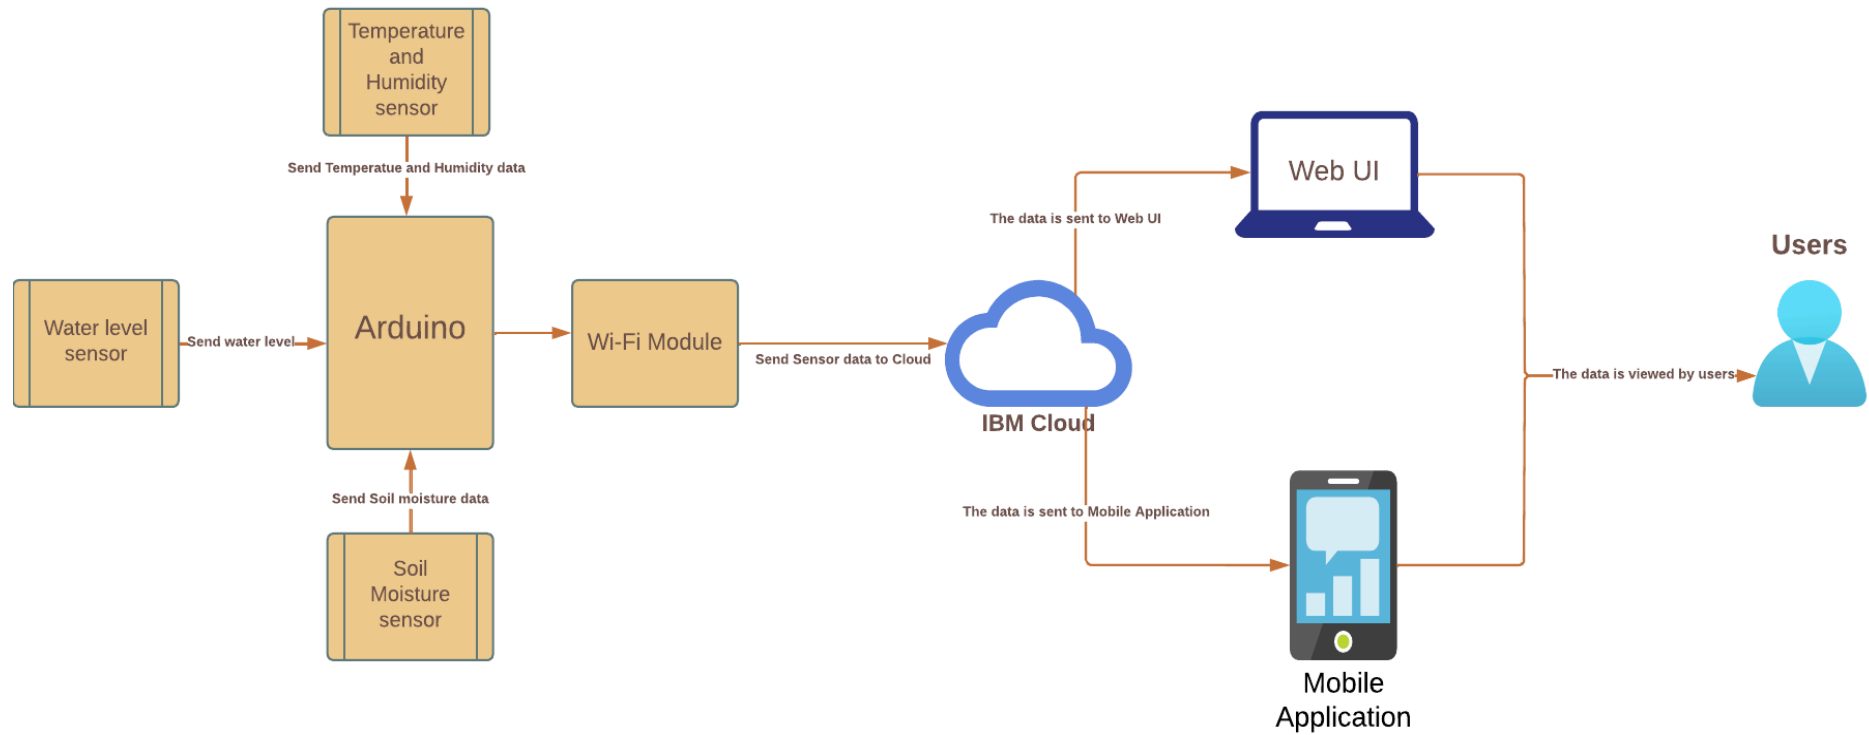 Temperature
and
Humidity
sensor
Send Temperatue and Humidity data
Water level
sensor
Send water level
Arduino
Send Soil moisture data
Soil
Moisture
sensor
Wi-Fi Module
Send Sensor data to Cloud
IBM Cloud
The data is sent to Web UI
Web UI
The data is sent to Mobile Application
Mobile
Application
The data is viewed by users
Users